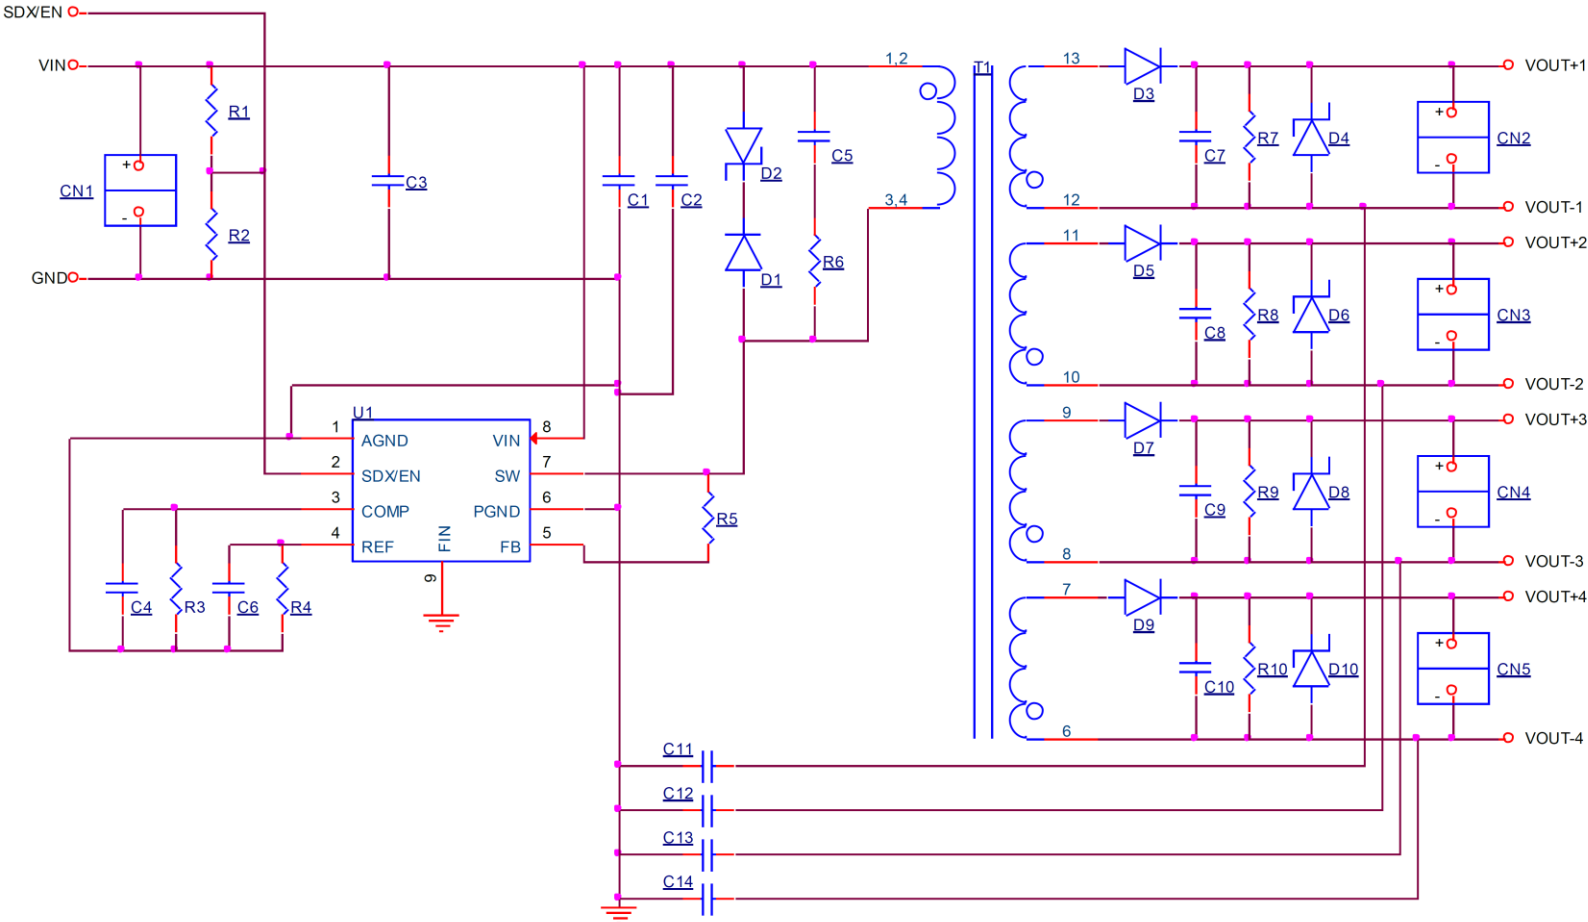 SDX/EN
VIN
GND
CN1
+
-
R1
R2
C3
C1
C2
D2
D1
C5
R6
1,2
3,4
T1
U1
1
AGND
2
SDX/EN
3
COMP
4
REF
VIN
8
SW
7
PGND
6
FB
5
FIN
9
C4
R3
C6
R4
R5
13
12
D3
C7
R7
D4
+
-
CN2
VOUT+1
VOUT-1
11
10
D5
C8
R8
D6
+
-
CN3
VOUT+2
VOUT-2
9
8
D7
C9
R9
D8
+
-
CN4
VOUT+3
VOUT-3
7
6
D9
C10
R10
D10
+
-
CN5
VOUT+4
VOUT-4
C11
C12
C13
C14